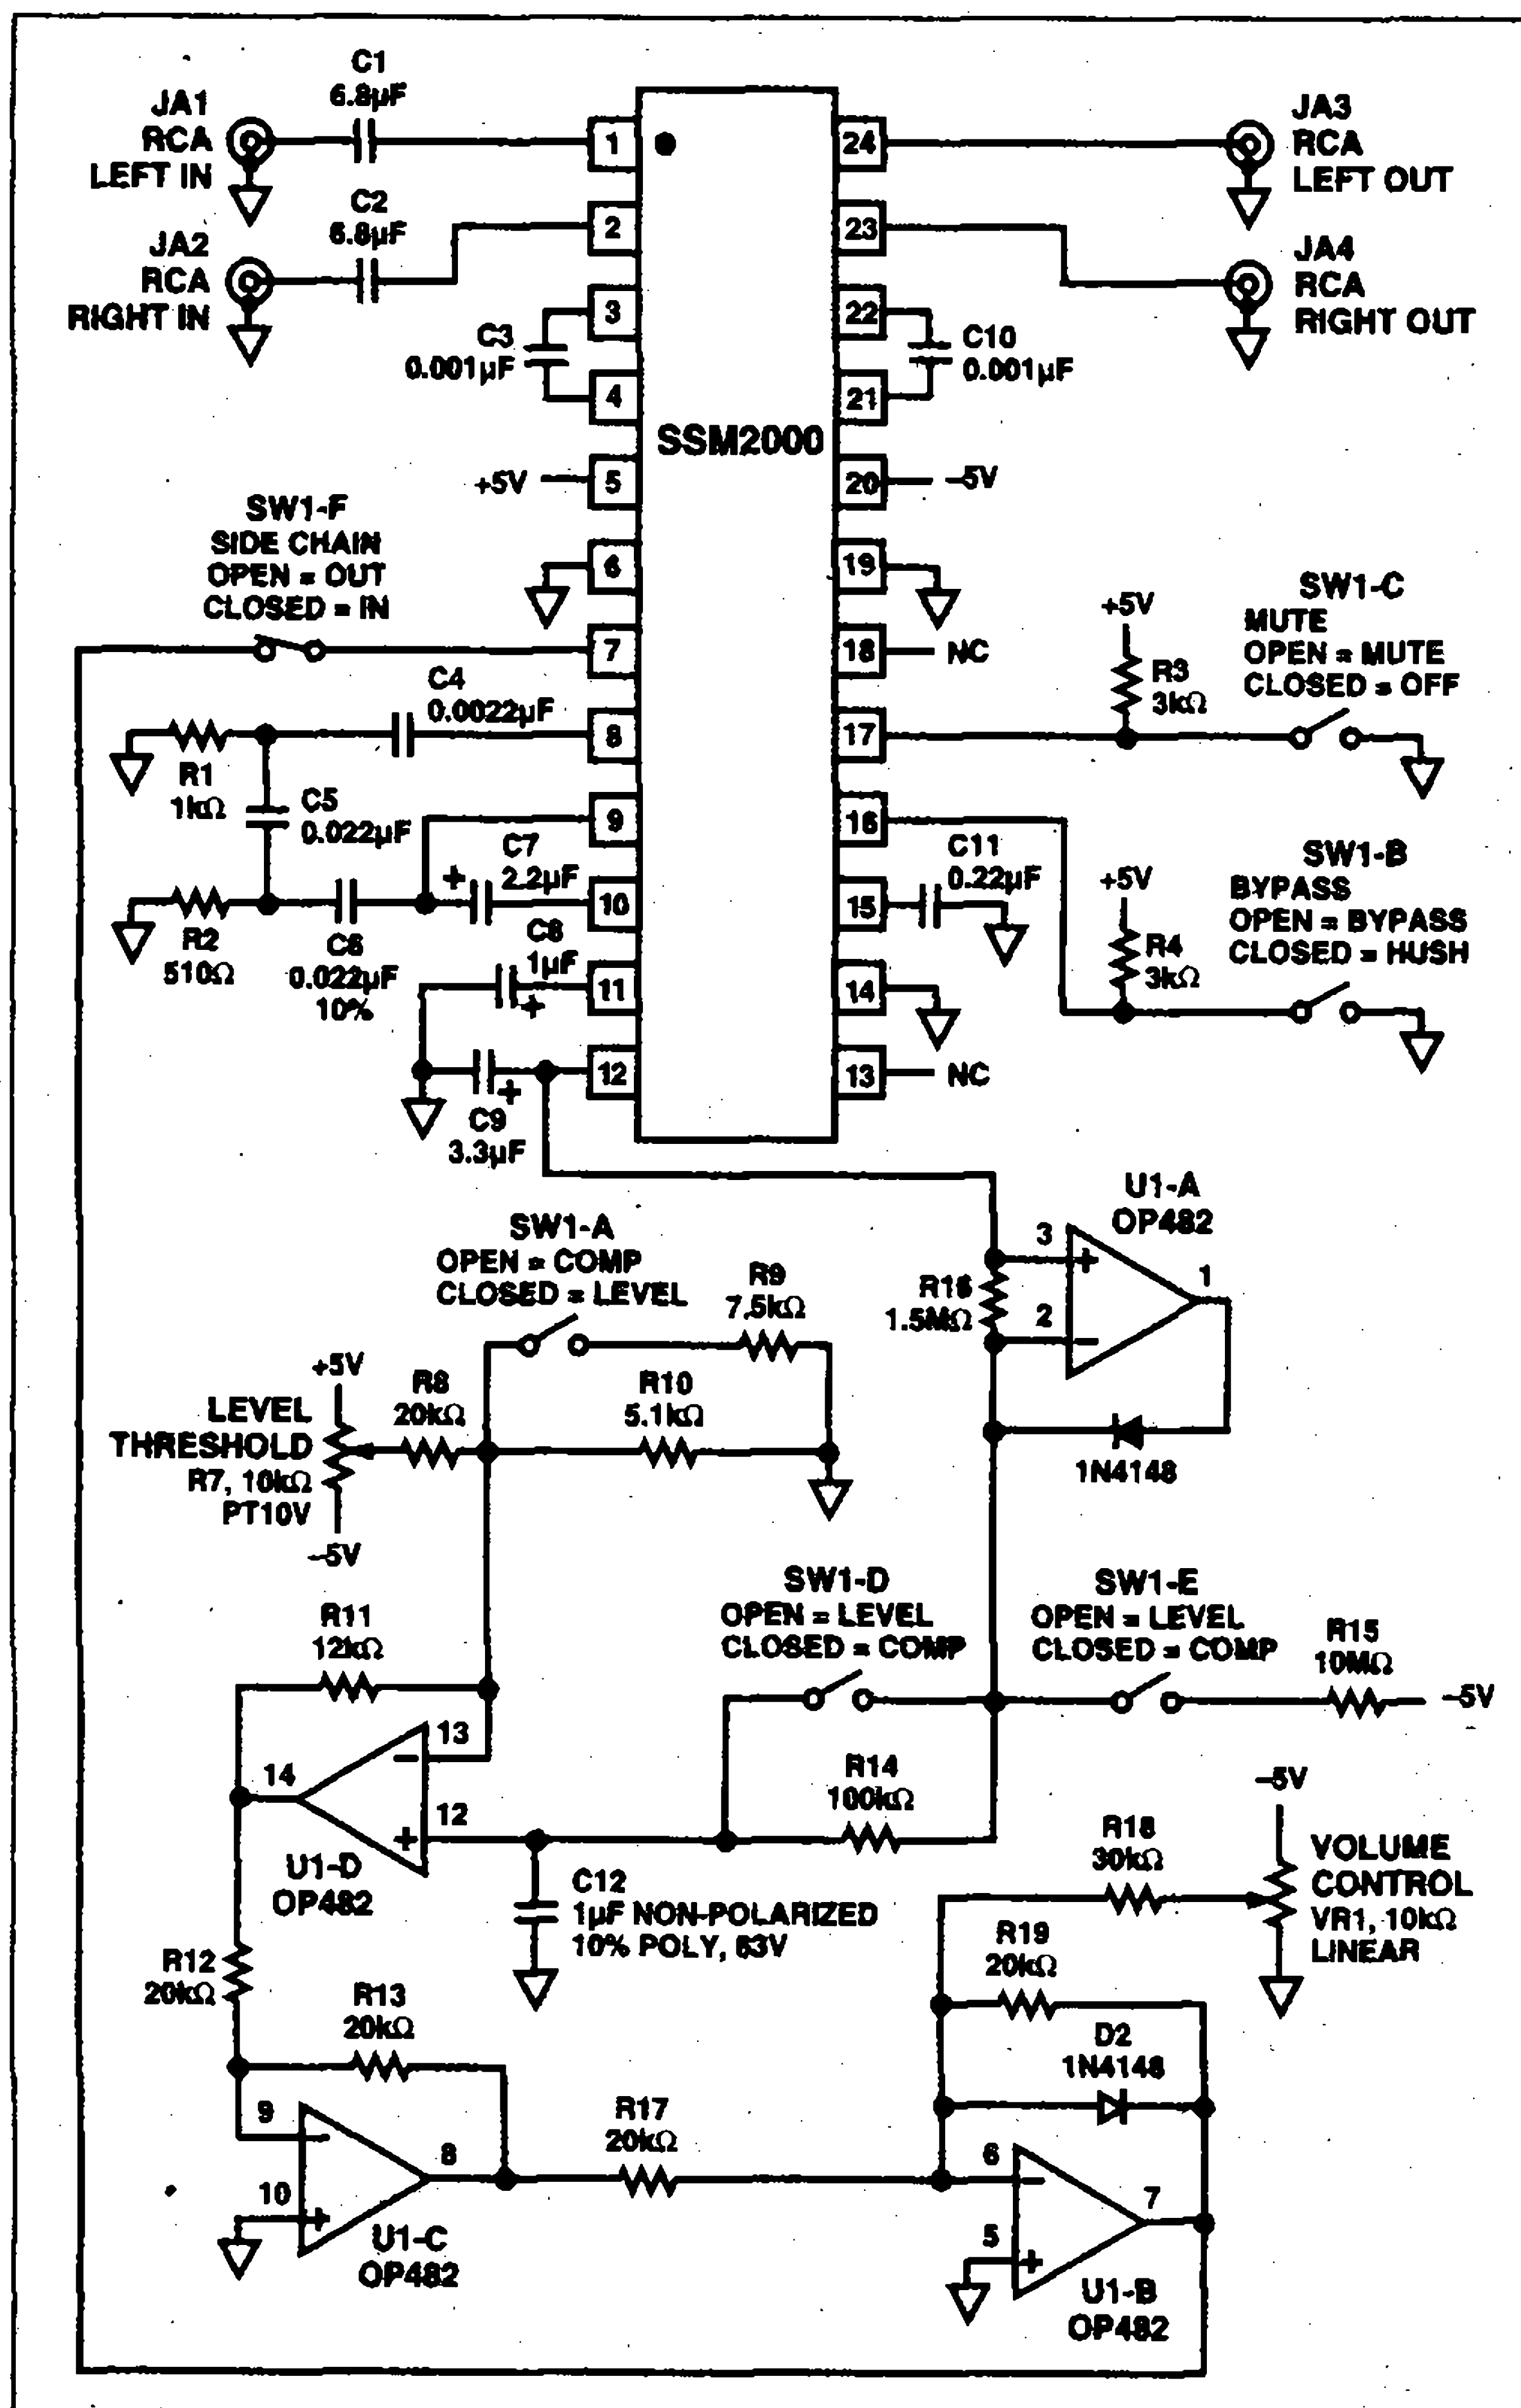 C1
6.8µF
JA1
RCA
LEFT IN
C2
6.8µF
JA2
RCA
RIGHT IN
C3
0.001µF
+5V
SW1-F
SIDE CHAIN
OPEN = OUT
CLOSED = IN
C4
0.0022µF
R1
1kΩ
C5
0.022µF
C7
2.2µF
+
R2
510Ω
C6
0.022µF
10%
C8
1µF
+
C9
3.3µF
+
1
2
3
4
5
6
7
8
9
10
11
12
SSM2000
24
23
22
21
20
19
18
17
16
15
14
13
JA3
RCA
LEFT OUT
JA4
RCA
RIGHT OUT
C10
0.001µF
–5V
NC
+5V
R3
3kΩ
SW1-C
MUTE
OPEN = MUTE
CLOSED = OFF
C11
0.22µF
+5V
R4
3kΩ
SW1-B
BYPASS
OPEN = BYPASS
CLOSED = HUSH
NC
U1-A
OP482
3
+
2
–
1
R16
1.5MΩ
1N4148
SW1-A
OPEN = COMP
CLOSED = LEVEL
R9
7.5kΩ
+5V
LEVEL
THRESHOLD
R7, 10kΩ
PT10V
–5V
R8
20kΩ
R10
5.1kΩ
SW1-D
OPEN = LEVEL
CLOSED = COMP
SW1-E
OPEN = LEVEL
CLOSED = COMP
R15
10MΩ
–5V
R11
12kΩ
13
–
14
12
+
U1-D
OP482
R14
100kΩ
C12
1µF NON-POLARIZED
10% POLY, 63V
–5V
R18
30kΩ
VOLUME
CONTROL
VR1, 10kΩ
LINEAR
R12
20kΩ
R13
20kΩ
R19
20kΩ
D2
1N4148
9
–
10
+
8
U1-C
OP482
R17
20kΩ
6
–
5
+
7
U1-B
OP482